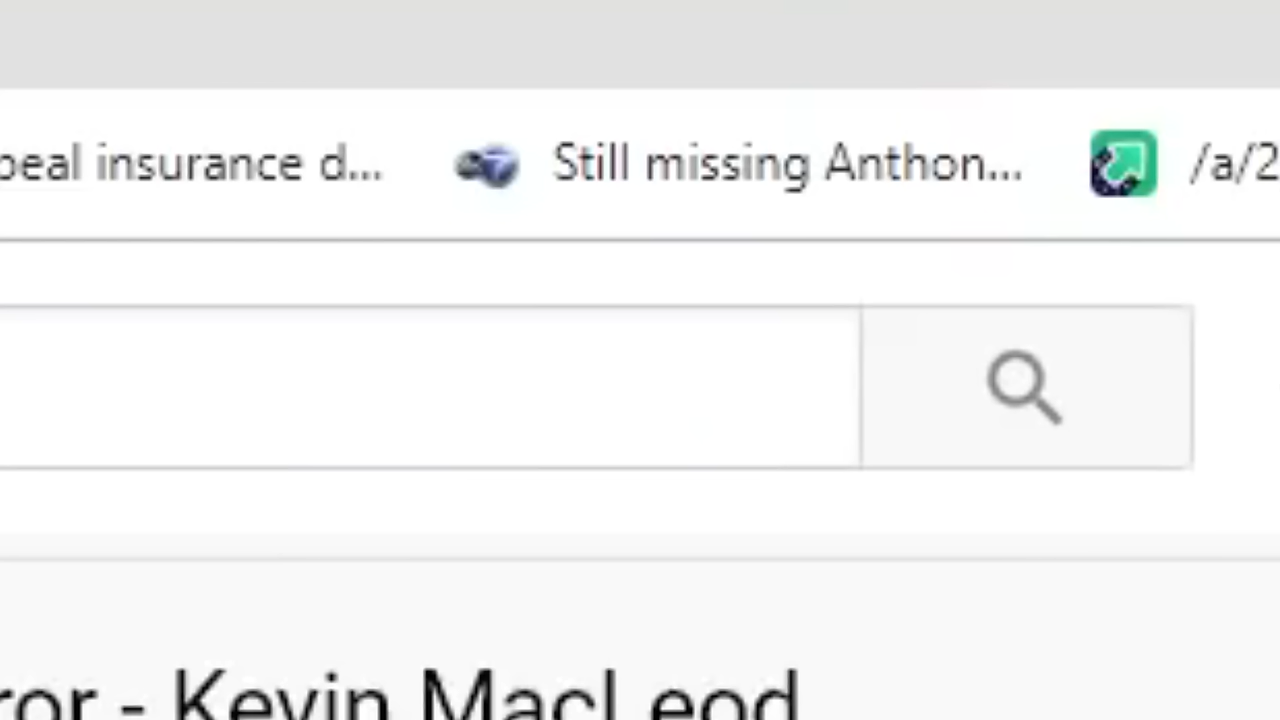 peal insurance d... Still missing Anthon... /a/2
ror - Kevin MacLeod